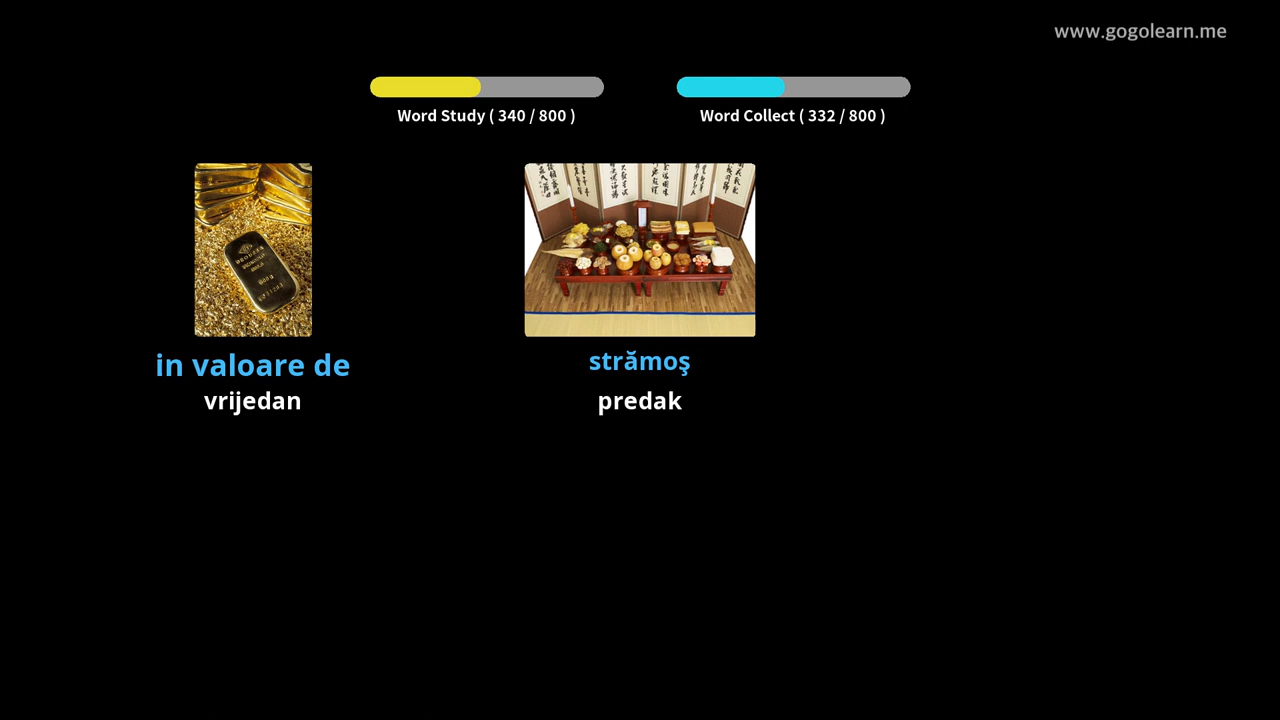 www.gogolearn.me
Word Study ( 340 / 800 )
Word Collect ( 332 / 800 )
in valoare de
vrijedan
strămoş
predak